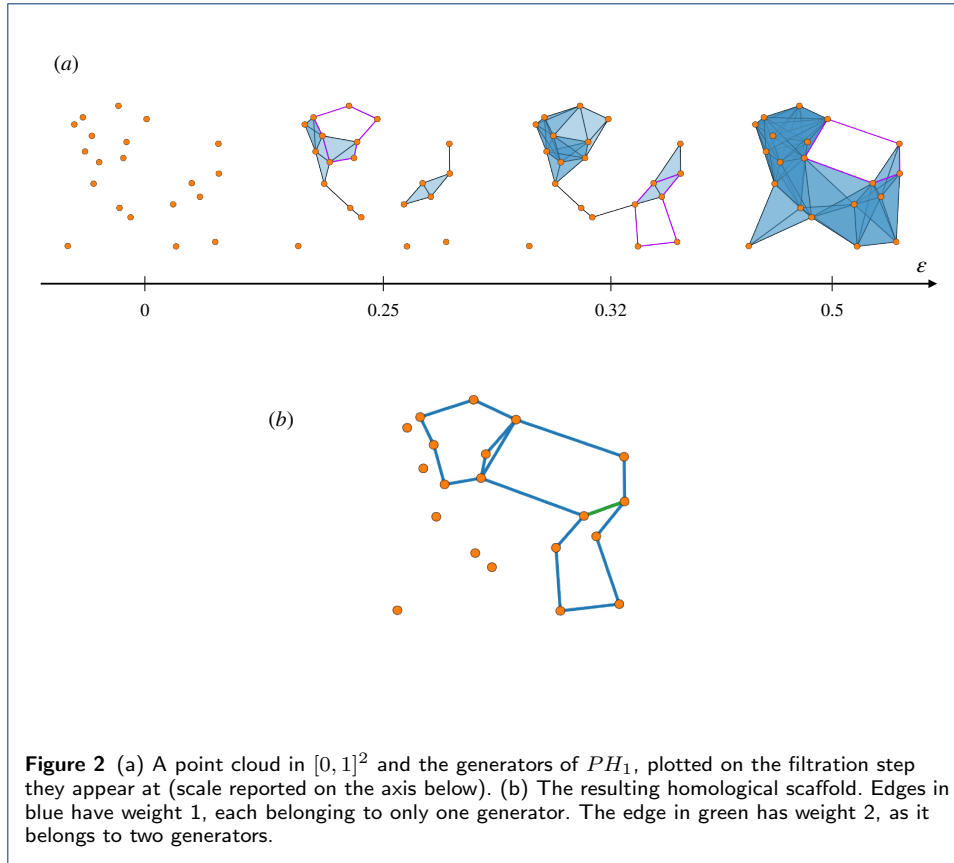 (a)
ε
0
0.25
0.32
0.5
(b)
Figure 2 (a) A point cloud in [0, 1]² and the generators of PH₁, plotted on the filtration step
they appear at (scale reported on the axis below). (b) The resulting homological scaffold. Edges in
blue have weight 1, each belonging to only one generator. The edge in green has weight 2, as it
belongs to two generators.